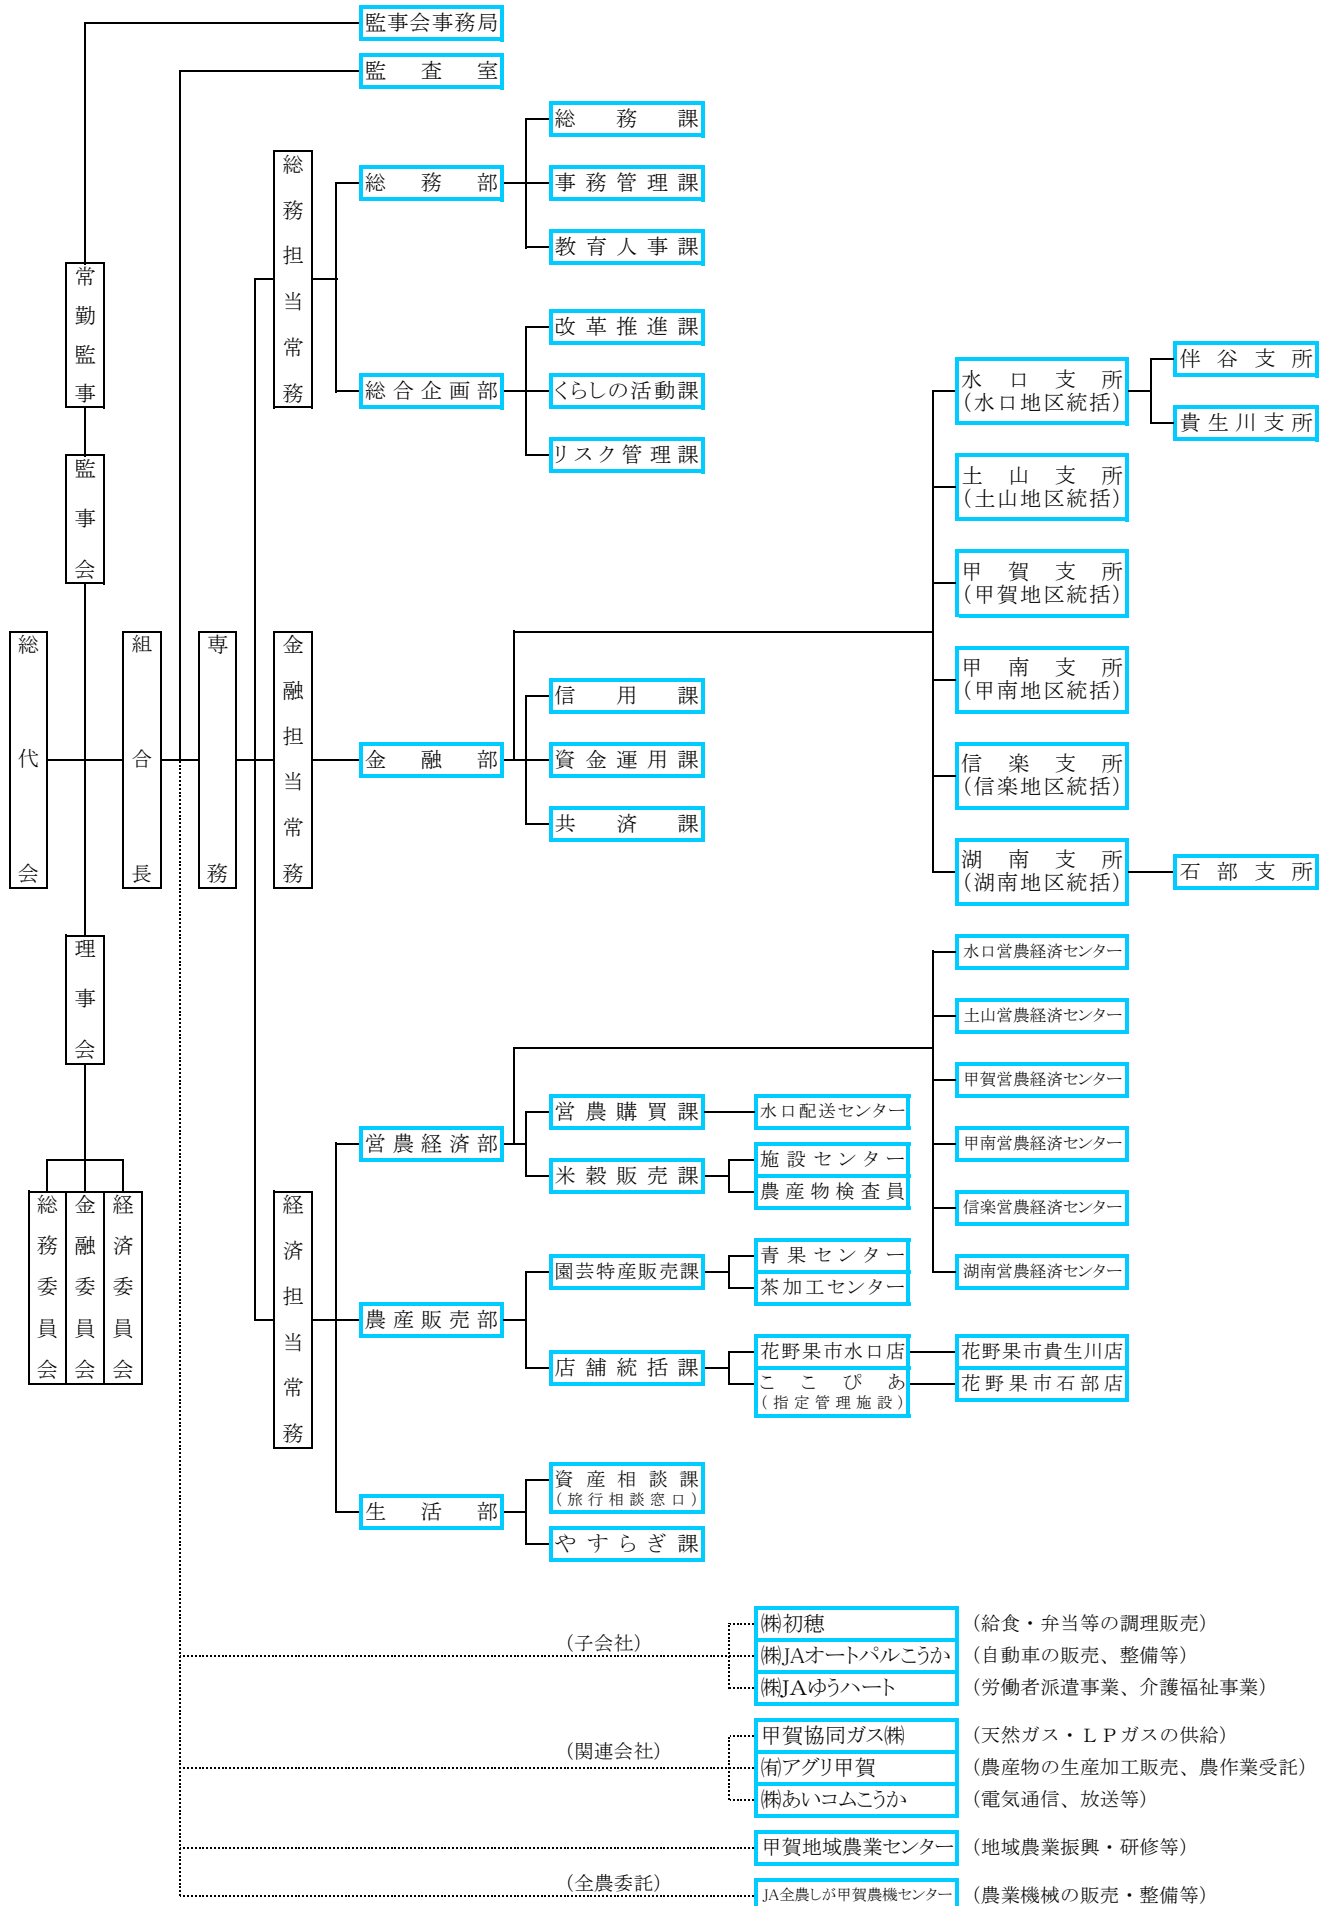 監事会事務局
監査室
総務担当常務
総務部
総務課
事務管理課
教育人事課
総合企画部
改革推進課
くらしの活動課
リスク管理課
常勤監事
監事会
総代会
組合長
専務
金融担当常務
金融部
信用課
資金運用課
共済課
水口支所
(水口地区統括)
伴谷支所
貴生川支所
土山支所
(土山地区統括)
甲賀支所
(甲賀地区統括)
甲南支所
(甲南地区統括)
信楽支所
(信楽地区統括)
湖南支所
(湖南地区統括)
石部支所
理事会
総務委員会
金融委員会
経済委員会
経済担当常務
営農経済部
営農購買課
水口配送センター
米穀販売課
施設センター
農産物検査員
水口営農経済センター
土山営農経済センター
甲賀営農経済センター
甲南営農経済センター
信楽営農経済センター
湖南営農経済センター
農産販売部
園芸特産販売課
青果センター
茶加工センター
店舗統括課
花野果市水口店
花野果市貴生川店
ここぴあ
(指定管理施設)
花野果市石部店
生活部
資産相談課
(旅行相談窓口)
やすらぎ課
(子会社)
㈱初穂 (給食・弁当等の調理販売)
㈱JAオートパルこうか (自動車の販売、整備等)
㈱JAゆうハート (労働者派遣事業、介護福祉事業)
(関連会社)
甲賀協同ガス㈱ (天然ガス・LPガスの供給)
㈲アグリ甲賀 (農産物の生産加工販売、農作業受託)
㈱あいコムこうか (電気通信、放送等)
甲賀地域農業センター (地域農業振興・研修等)
(全農委託)
JA全農しが甲賀農機センター (農業機械の販売・整備等)